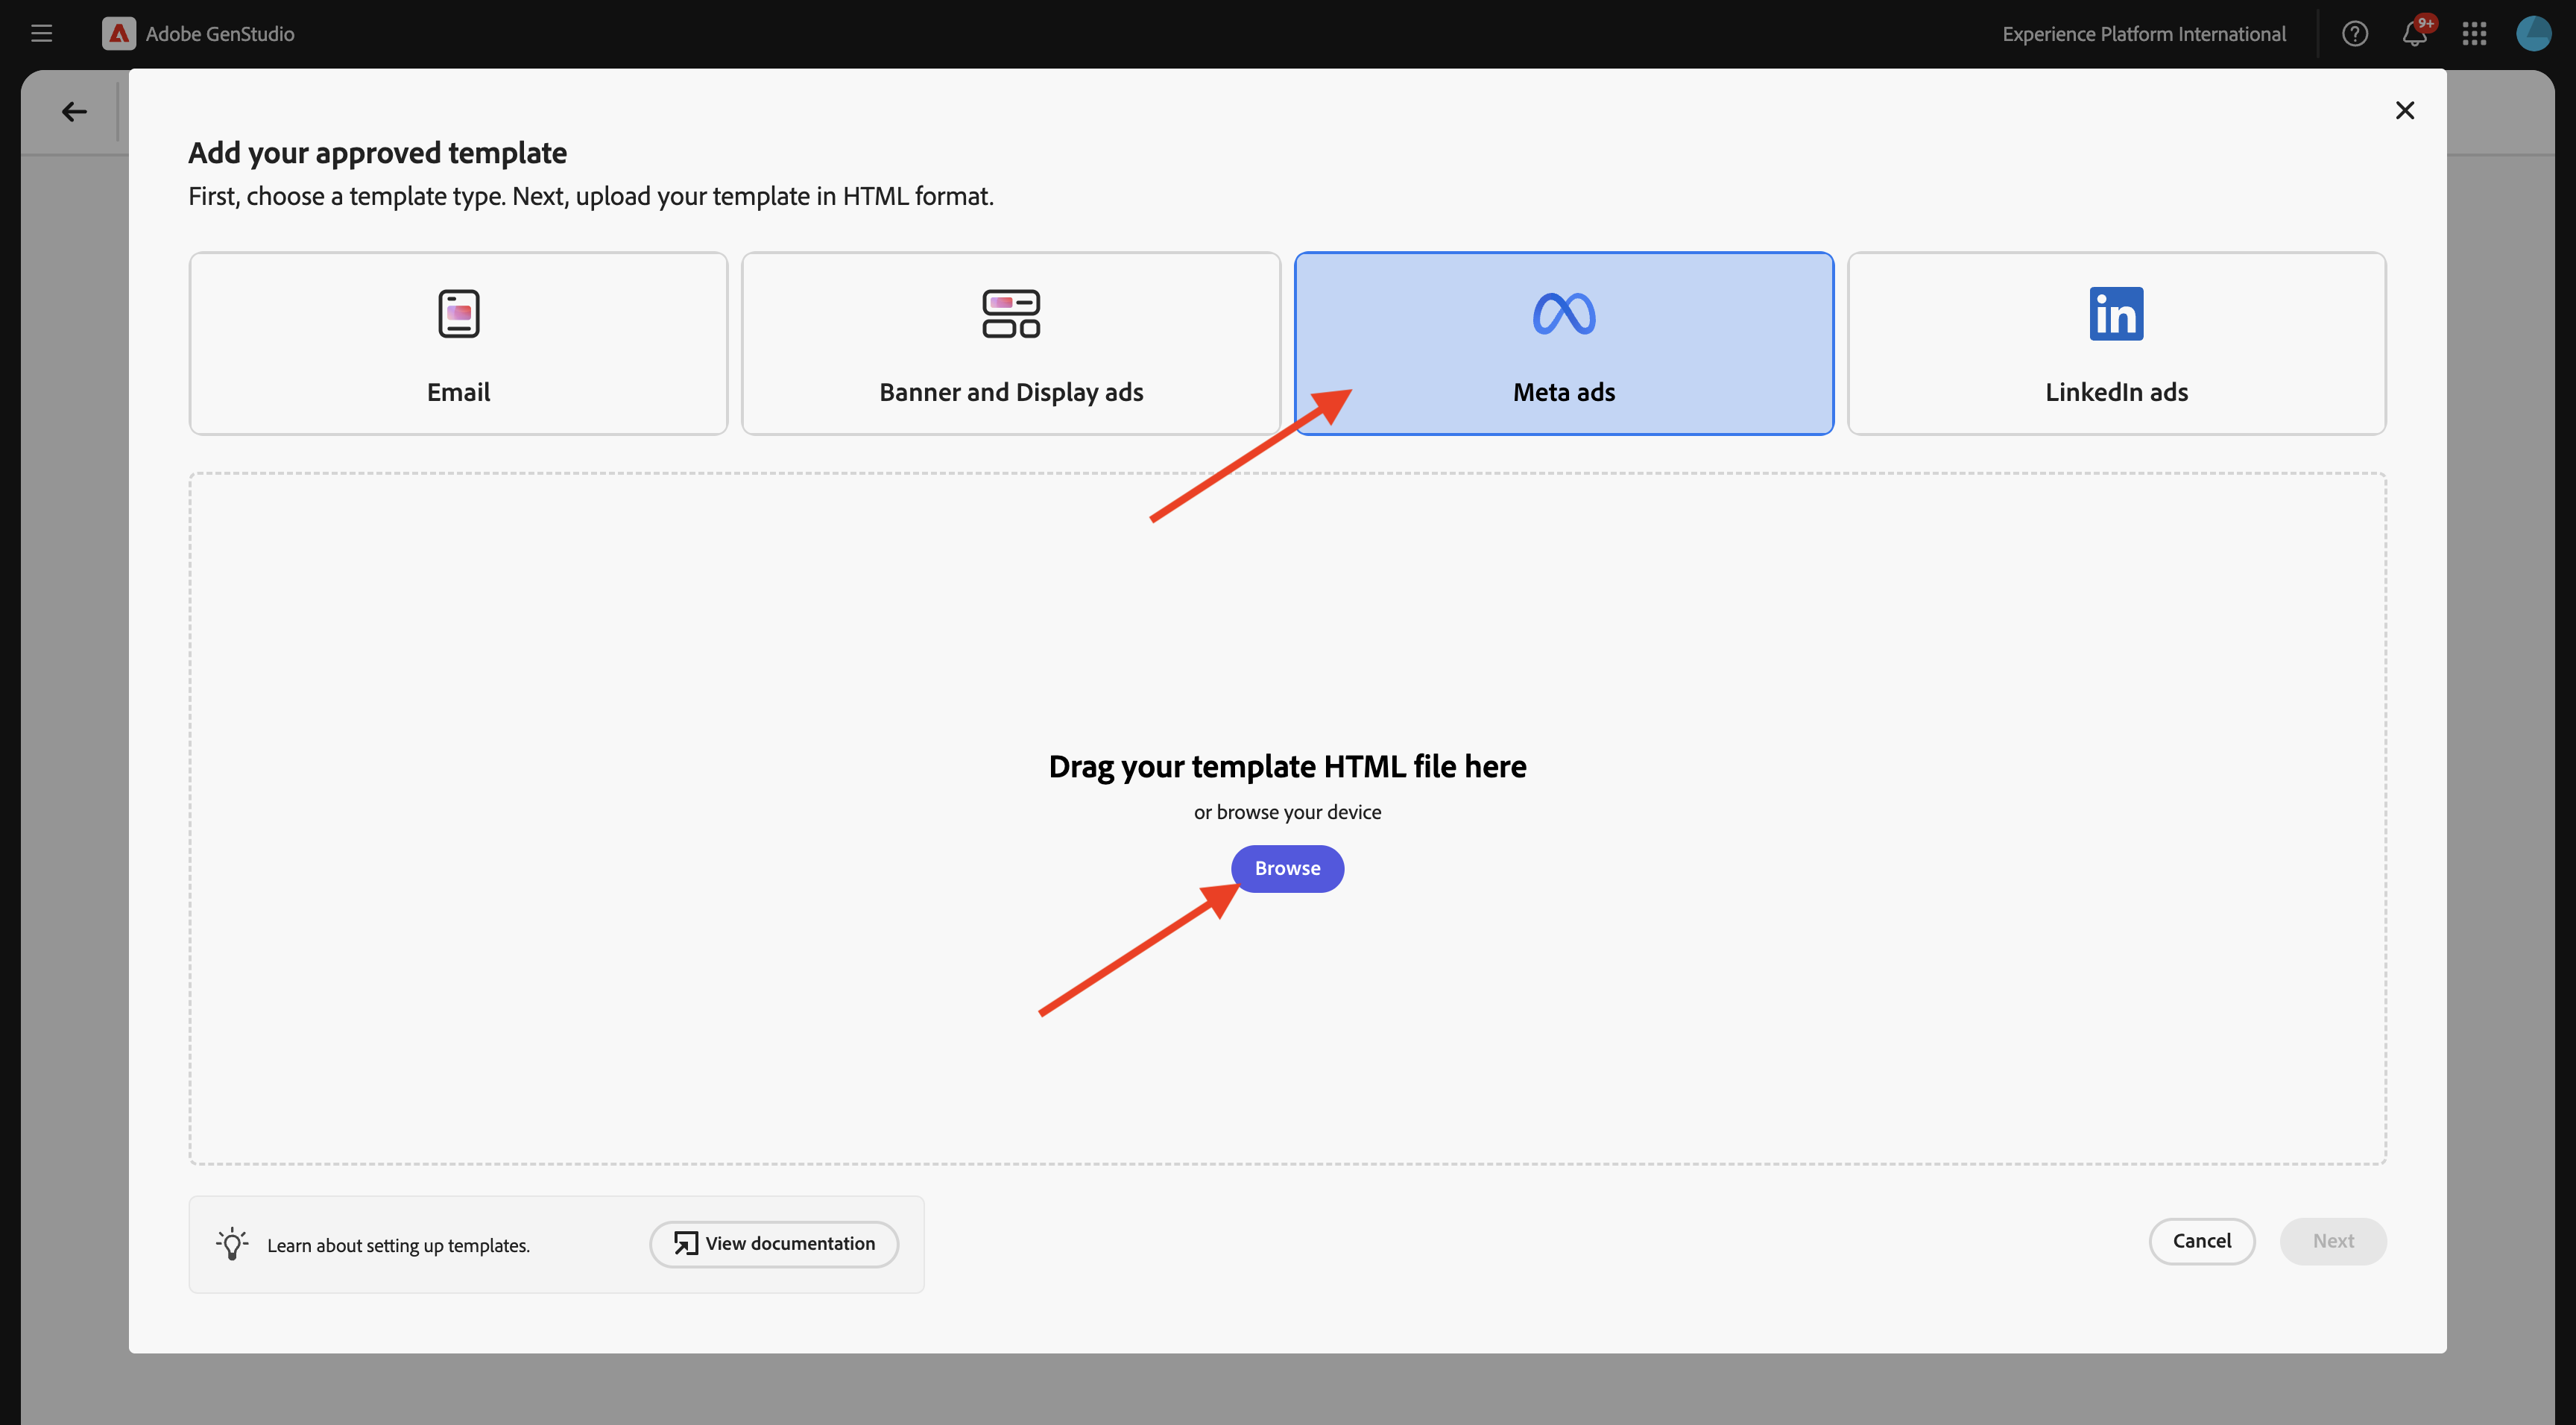 Adobe GenStudio
Experience Platform International
9+
Add your approved template
First, choose a template type. Next, upload your template in HTML format.
Email
Banner and Display ads
Meta ads
in
LinkedIn ads
Drag your template HTML file here
or browse your device
Browse
Learn about setting up templates.
View documentation
Cancel
Next